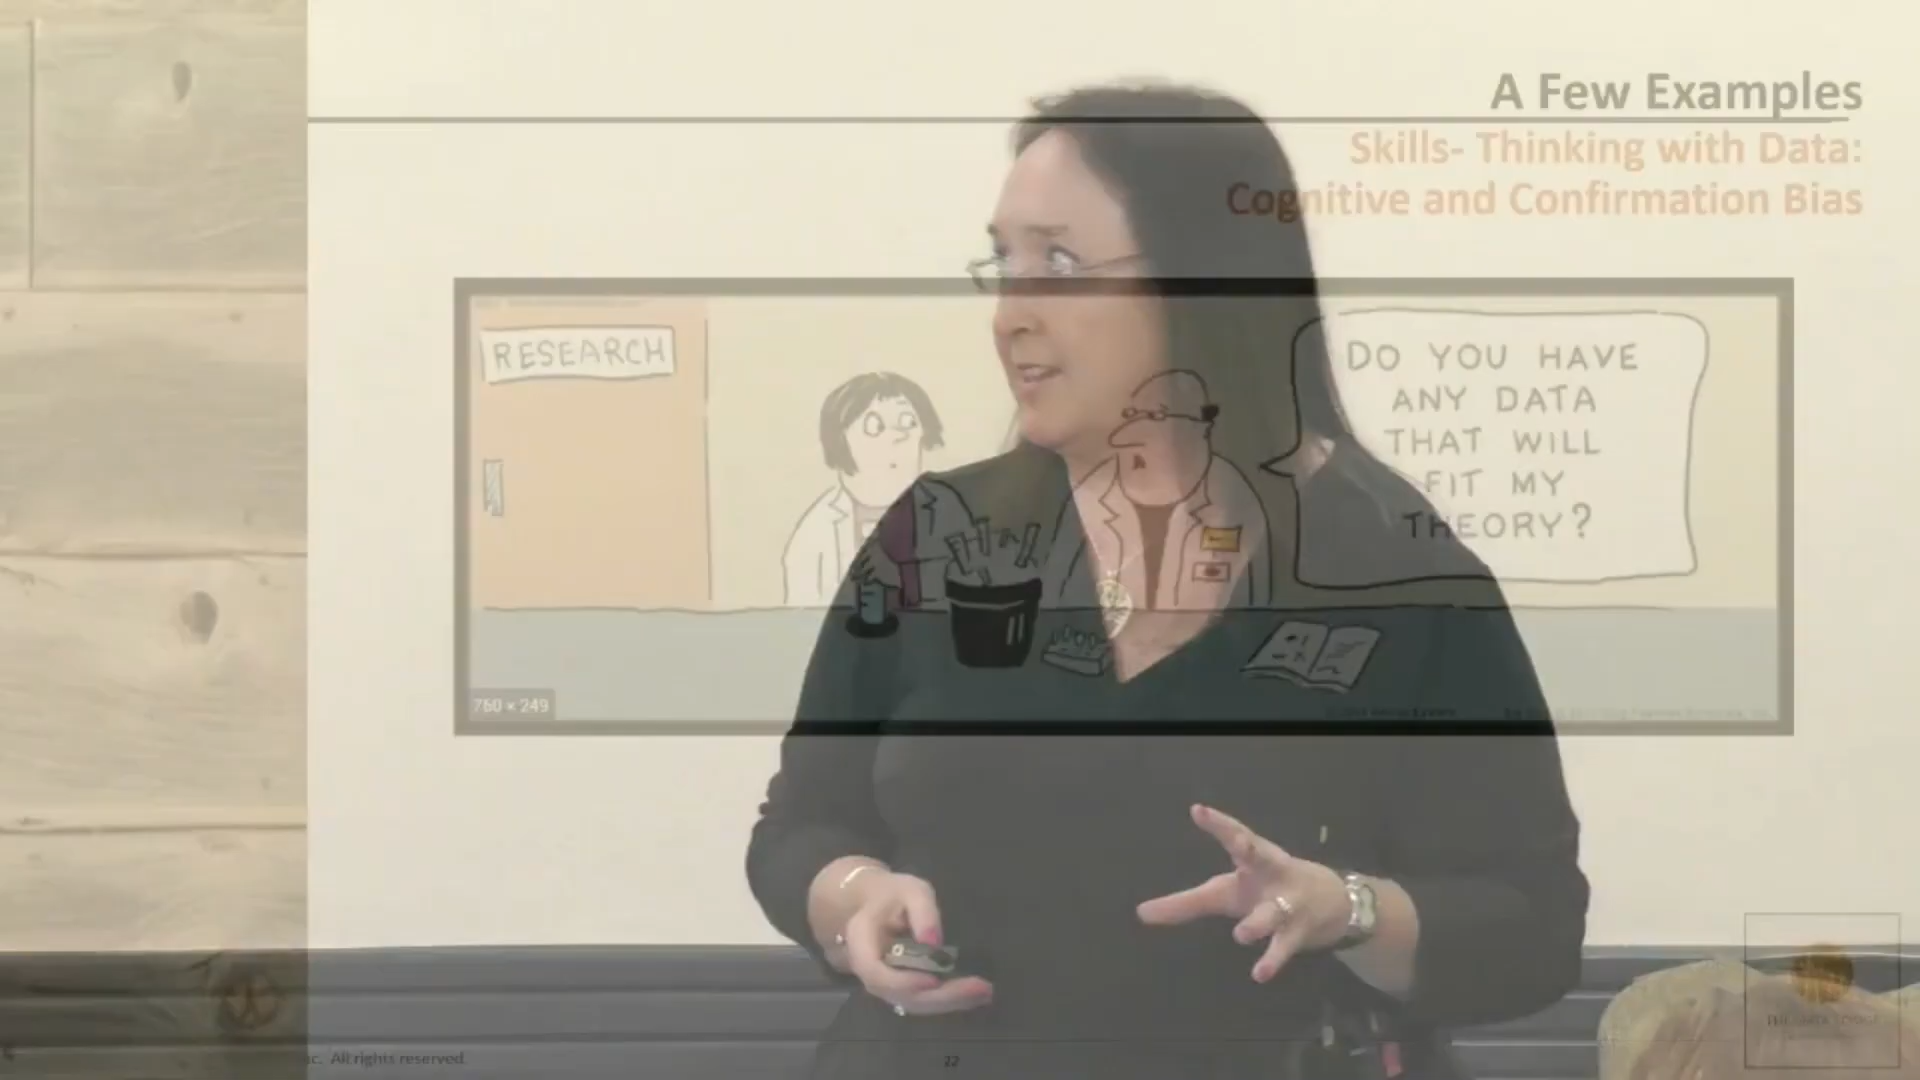 A Few Examples
Skills- Thinking with Data:
Cognitive and Confirmation Bias
RESEARCH
DO YOU HAVE
ANY DATA
THAT WILL
FIT MY
THEORY?
760 × 249
All rights reserved.
22